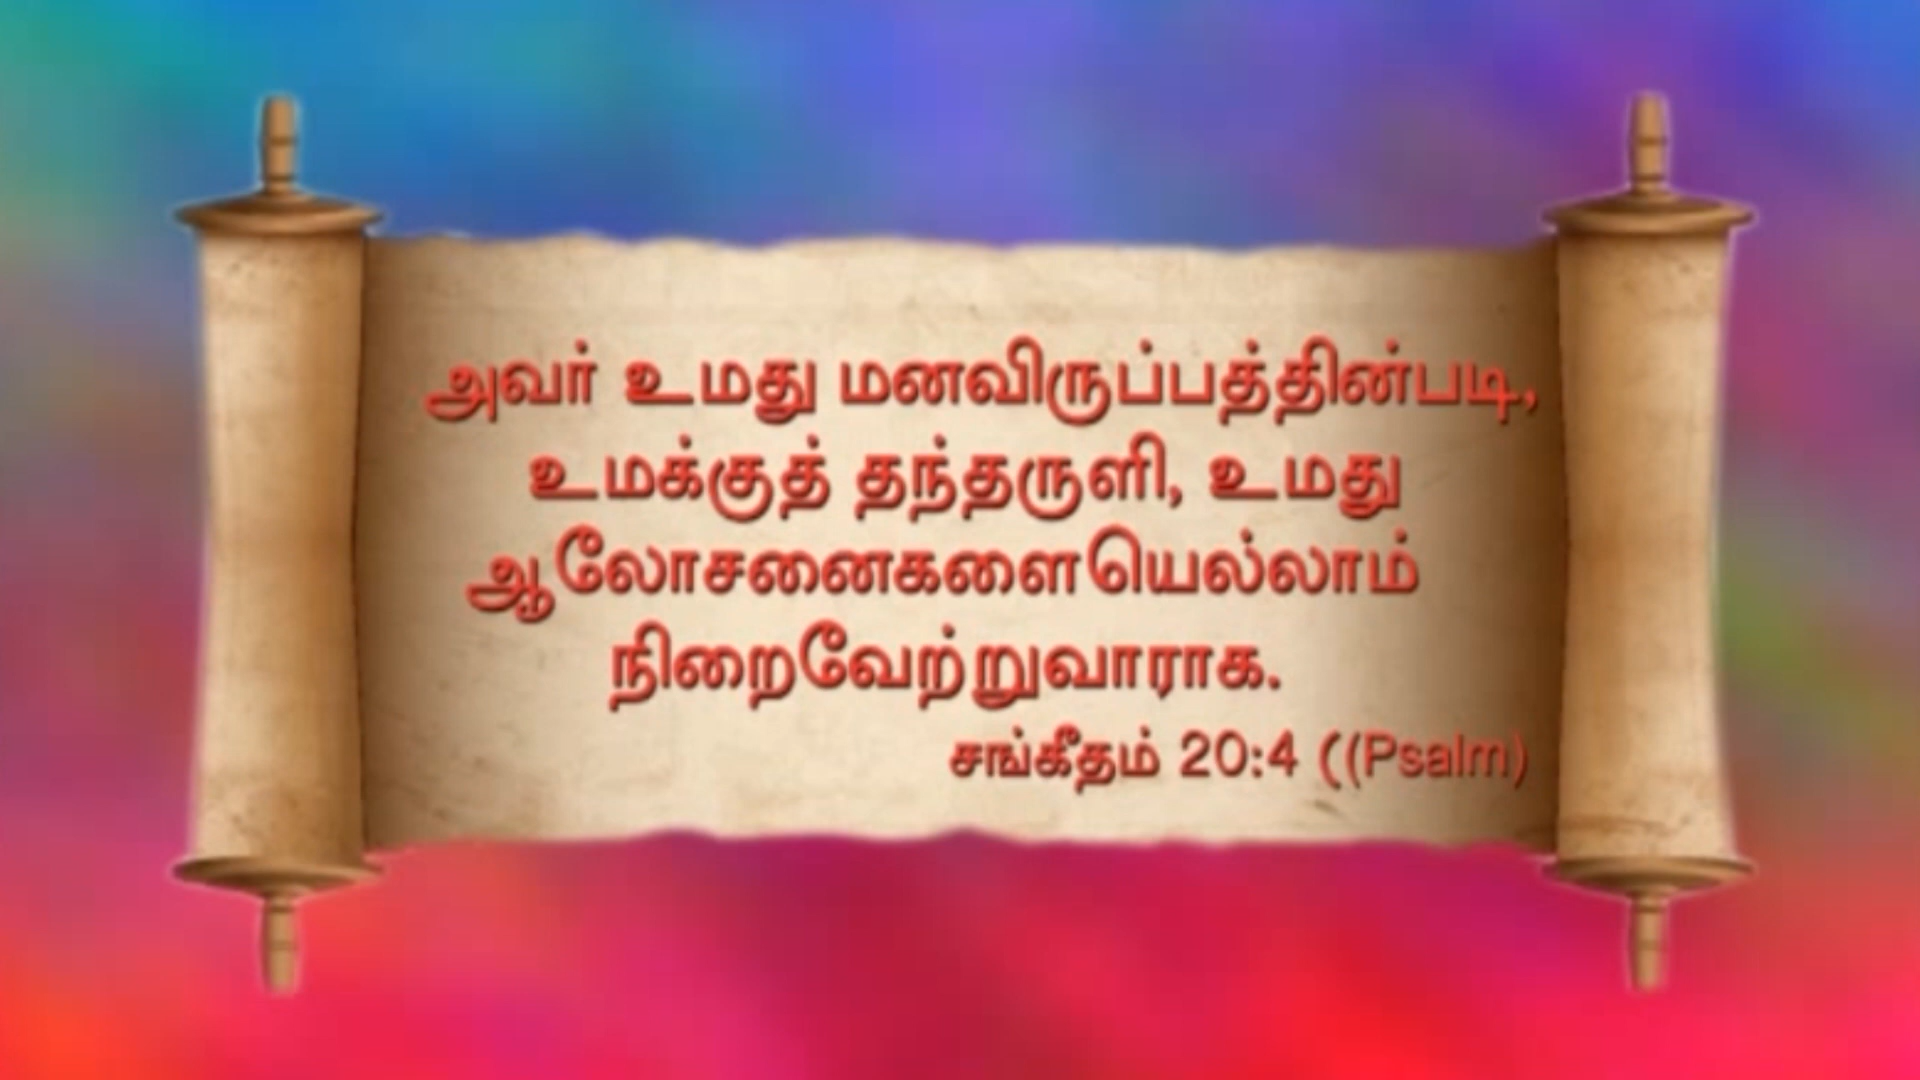 அவர் உமது மனவிருப்பத்தின்படி,
உமக்குத் தந்தருளி, உமது
ஆலோசனைகளையெல்லாம்
நிறைவேற்றுவாராக.
சங்கீதம் 20:4 ((Psalm)